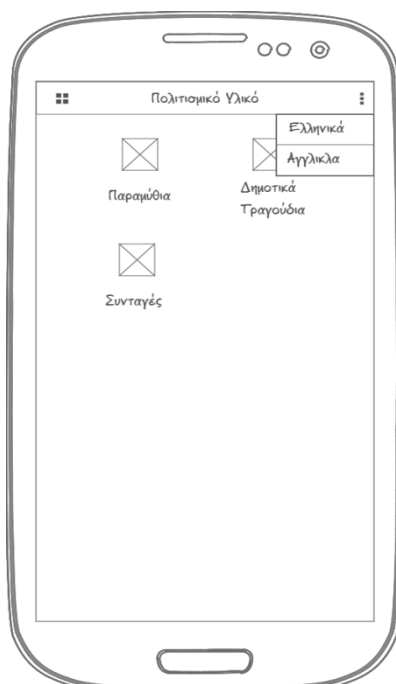 Πολιτισμικό Υλικό
Ελληνικά
Αγγλικλα
Παραμύθια
Δημοτικά
Τραγούδια
Συνταγές